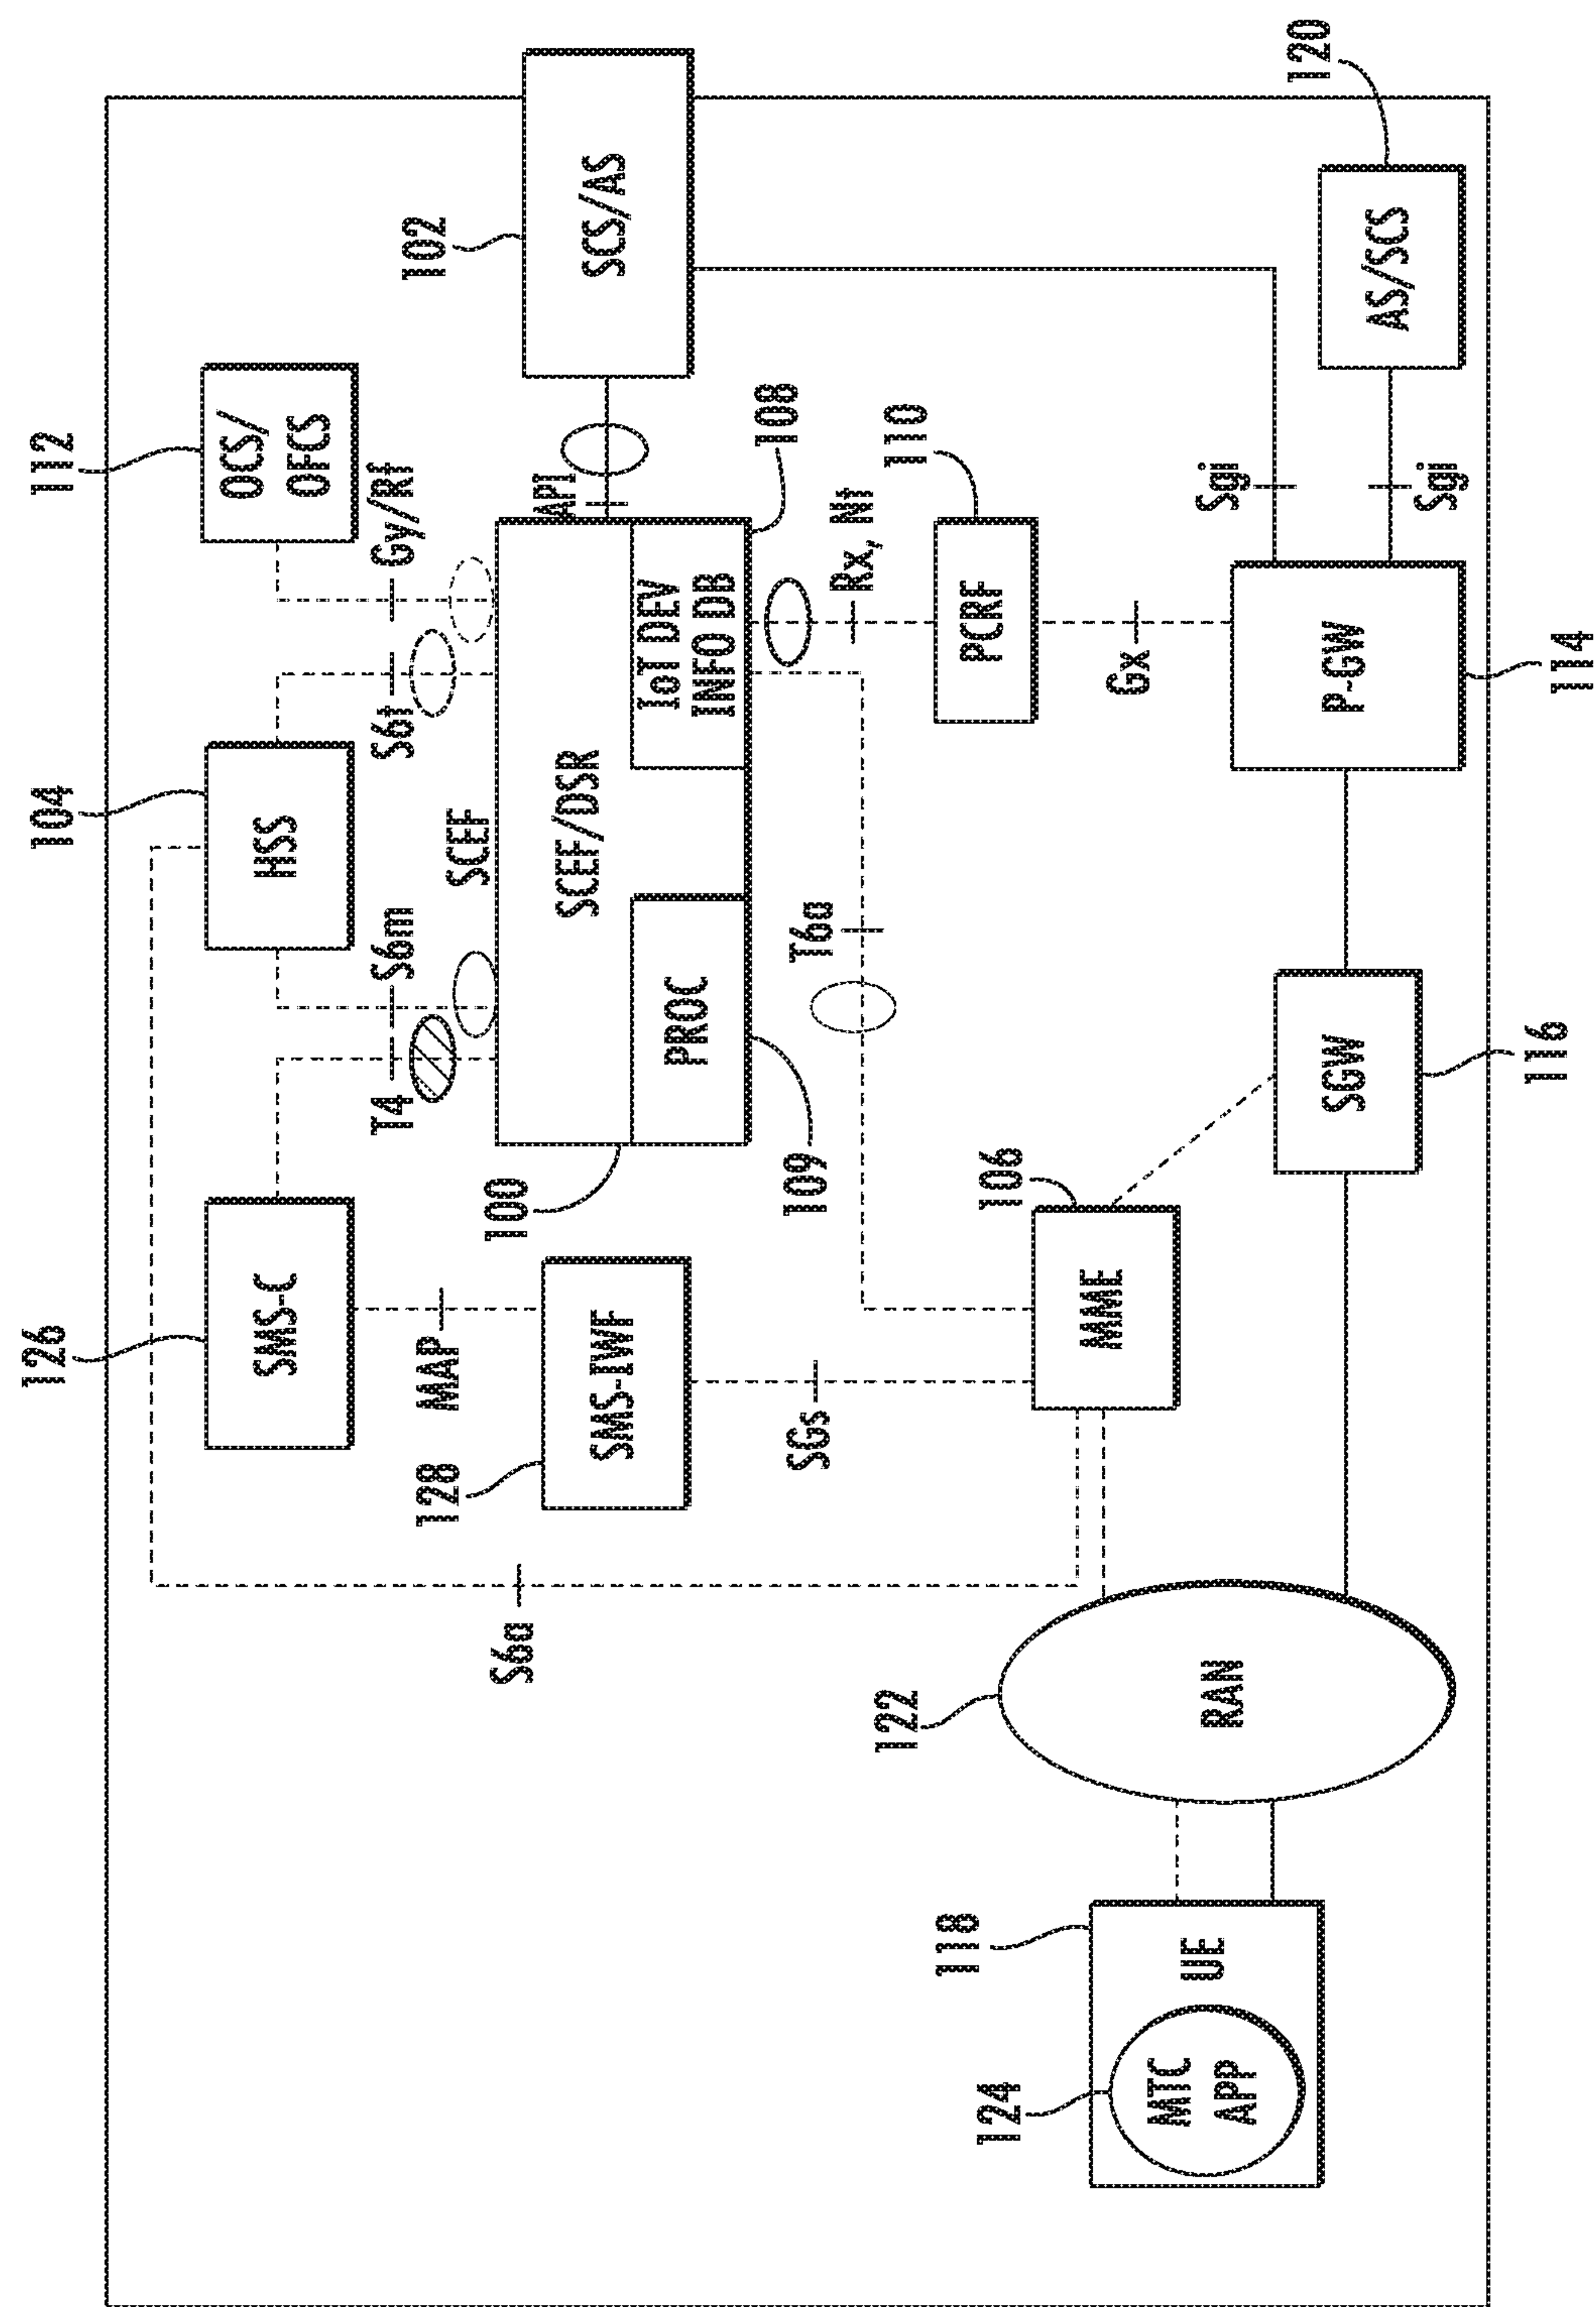 126
104
112
SMS-C
HSS
OCS/
OFCS
T4
S6m
S6t
Gy/Rf
102
128
MAP
SCEF
API
S6a
SMS-IWF
100
SCEF/DSR
SCS/AS
PROC
IoT DEV
INFO DB
108
109
SGs
T6a
Rx, Nt
110
122
118
106
PCRF
124
MME
Gx
MTC
APP
UE
RAN
Sgi
120
SGW
P-GW
AS/SCS
Sgi
116
114